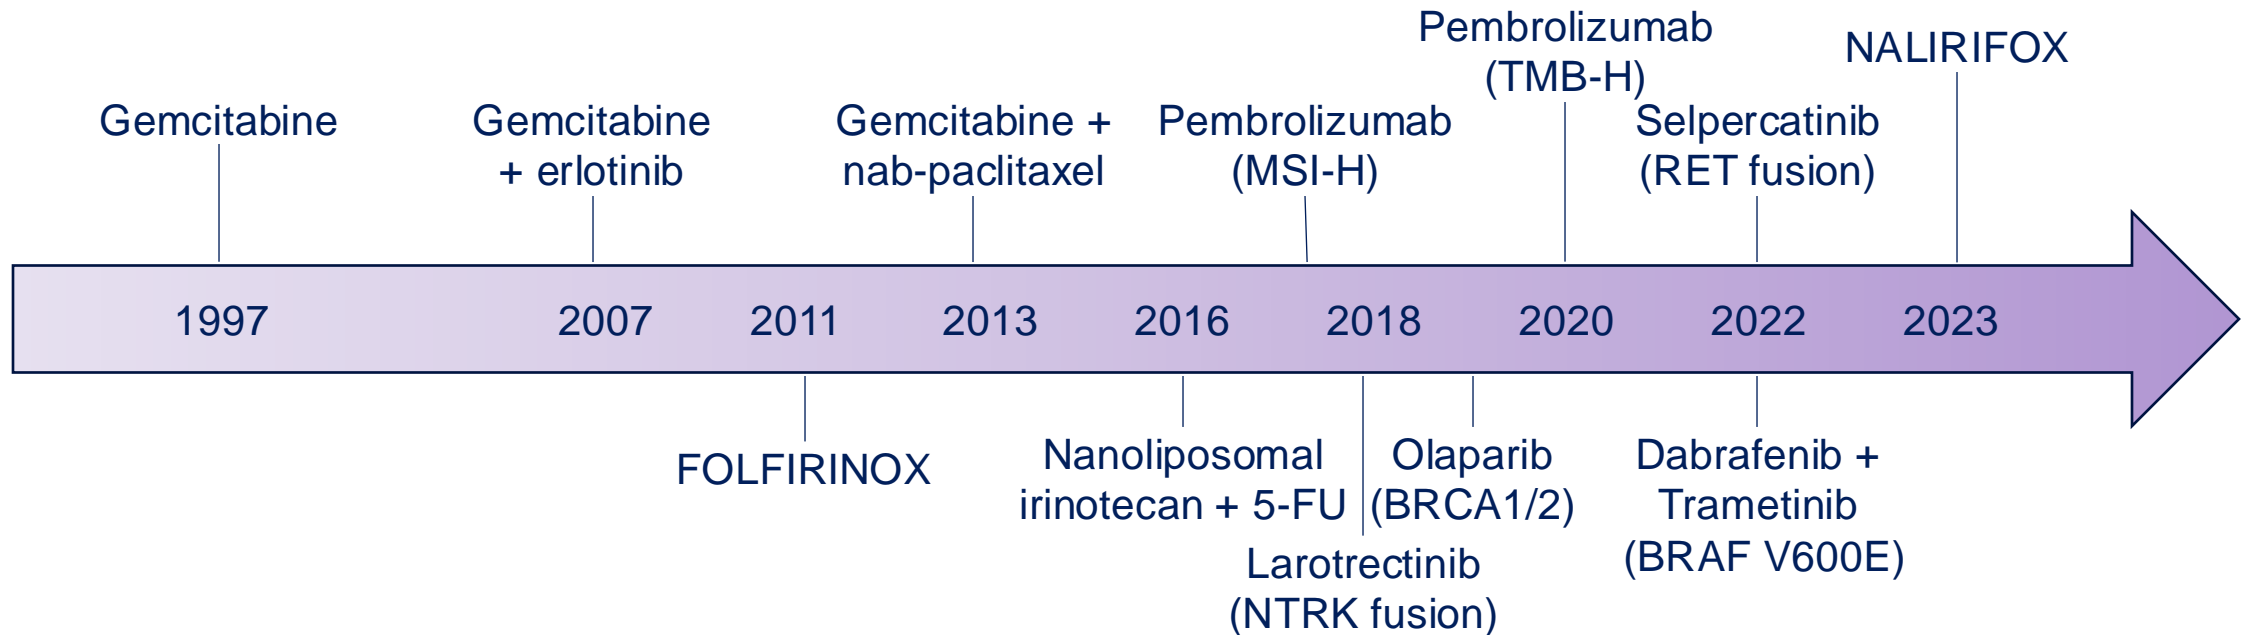 Pembrolizumab
(TMB-H)
NALIRIFOX
Gemcitabine
Gemcitabine
+ erlotinib
Gemcitabine +
nab-paclitaxel
Pembrolizumab
(MSI-H)
Selpercatinib
(RET fusion)
1997
2007
2011
2013
2016
2018
2020
2022
2023
FOLFIRINOX
Nanoliposomal
irinotecan + 5-FU
Larotrectinib
(NTRK fusion)
Olaparib
(BRCA1/2)
Dabrafenib +
Trametinib
(BRAF V600E)